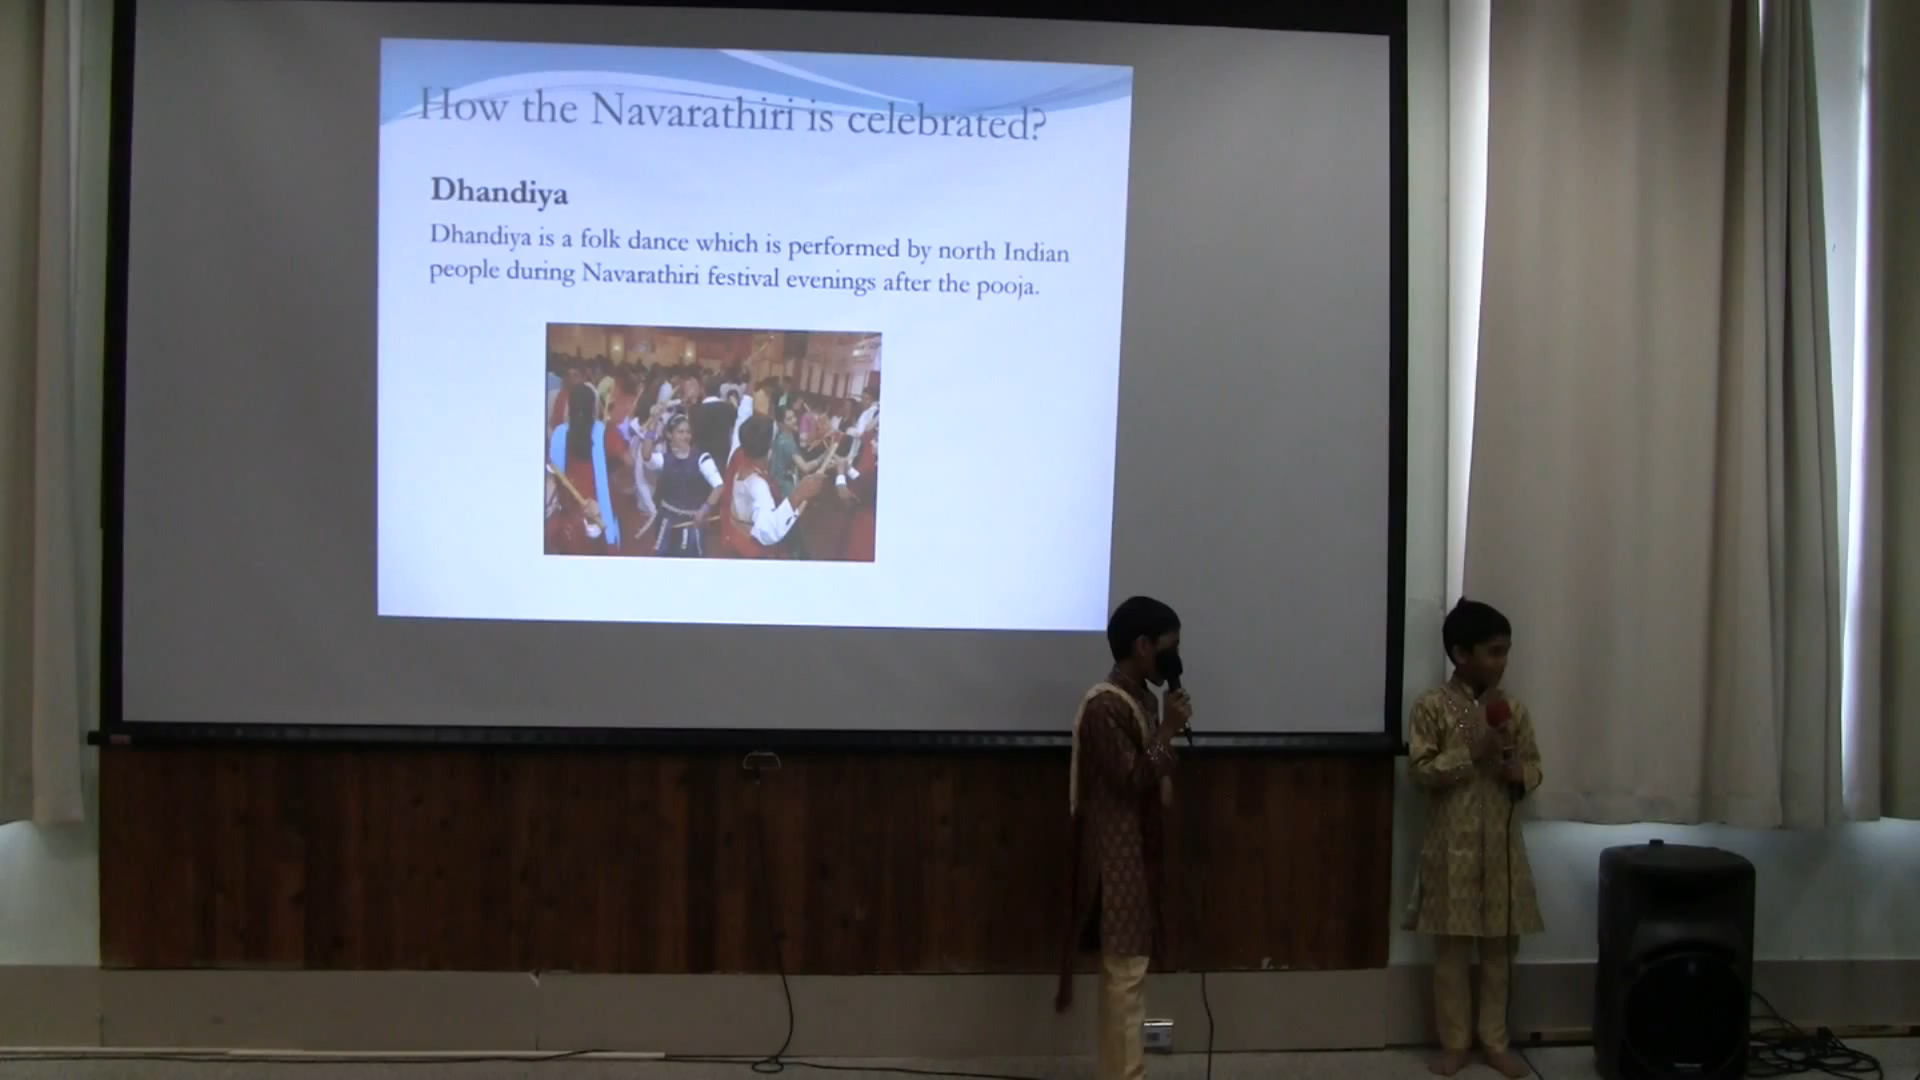 How the Navarathiri is celebrated?
Dhandiya
Dhandiya is a folk dance which is performed by north Indian
people during Navarathiri festival evenings after the pooja.